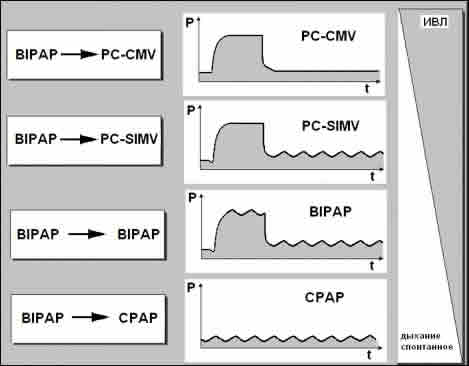 BIPAP PC-CMV
P
PC-CMV
t
ИВЛ
BIPAP PC-SIMV
P
PC-SIMV
t
BIPAP BIPAP
P
BIPAP
t
BIPAP CPAP
P
CPAP
t
дыхание
спонтанное